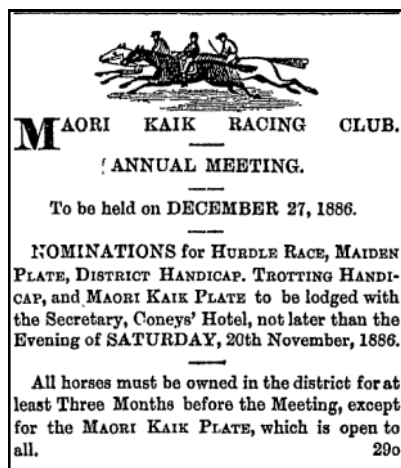 MAORI KAIK RACING CLUB.
ANNUAL MEETING.
To be held on DECEMBER 27, 1886.
NOMINATIONS for HURDLE RACE, MAIDEN
PLATE, DISTRICT HANDICAP. TROTTING HANDI-
CAP, and MAORI KAIK PLATE to be lodged with
the Secretary, Coneys' Hotel, not later than the
Evening of SATURDAY, 20th November, 1886.
All horses must be owned in the district for at
least Three Months before the Meeting, except
for the MAORI KAIK PLATE, which is open to
all. 29o